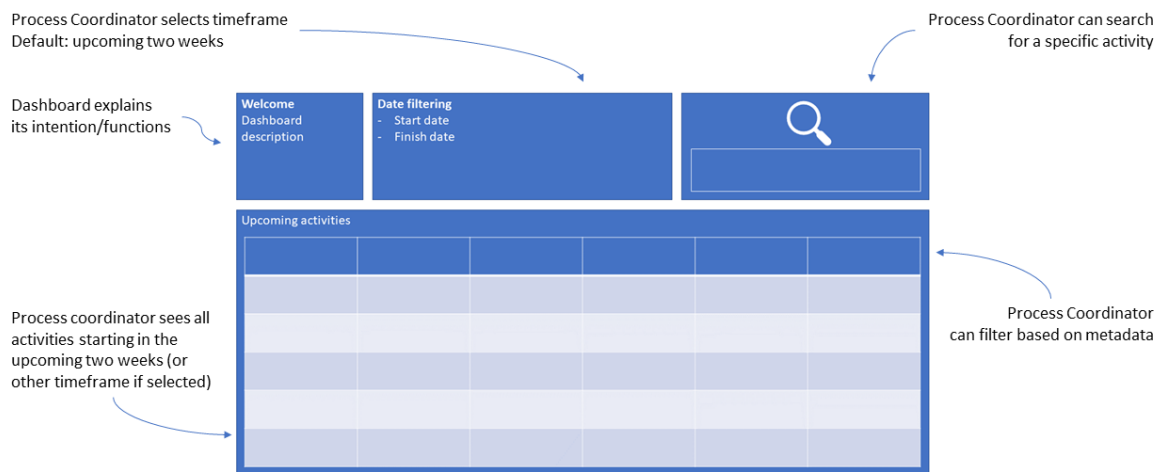 Process Coordinator selects timeframe
Default: upcoming two weeks
Process Coordinator can search
for a specific activity
Dashboard explains
its intention/functions
Welcome
Dashboard
description
Date filtering
- Start date
- Finish date
Upcoming activities
Process Coordinator
can filter based on metadata
Process coordinator sees all
activities starting in the
upcoming two weeks (or
other timeframe if selected)